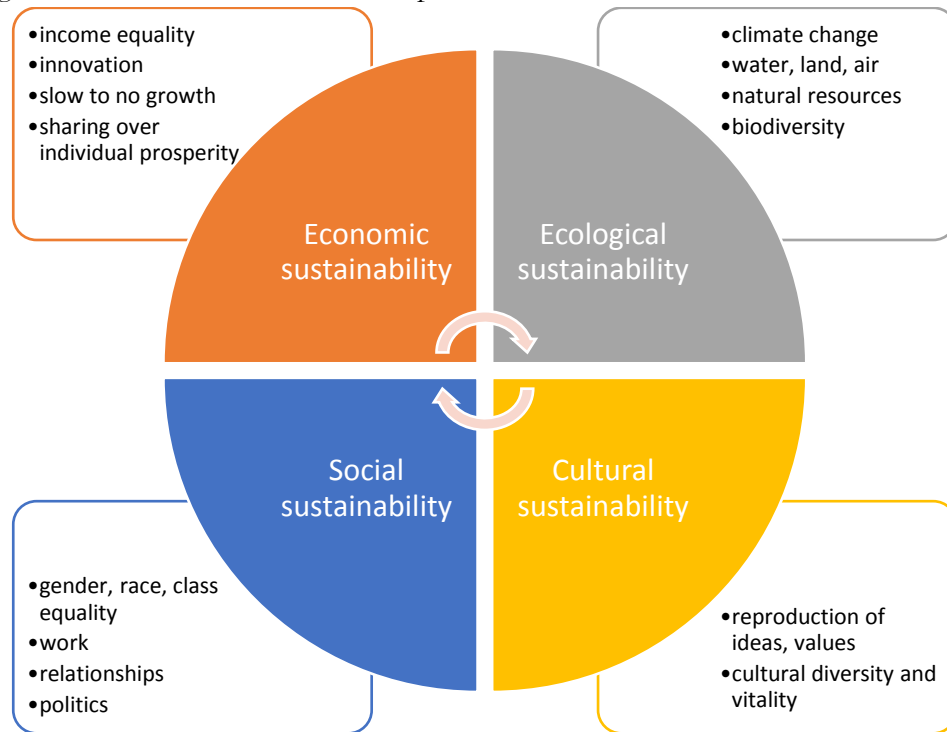 •income equality
•innovation
•slow to no growth
•sharing over
individual prosperity
•climate change
•water, land, air
•natural resources
•biodiversity
Economic
sustainability
Ecological
sustainability
Social
sustainability
Cultural
sustainability
•gender, race, class
equality
•work
•relationships
•politics
•reproduction of
ideas, values
•cultural diversity and
vitality